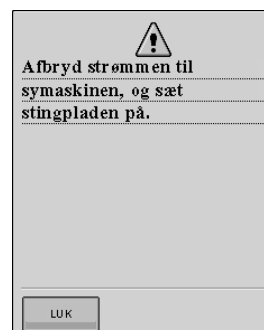 Afbryd strømmen til
symaskinen, og sæt
stingpladen på.
LUK